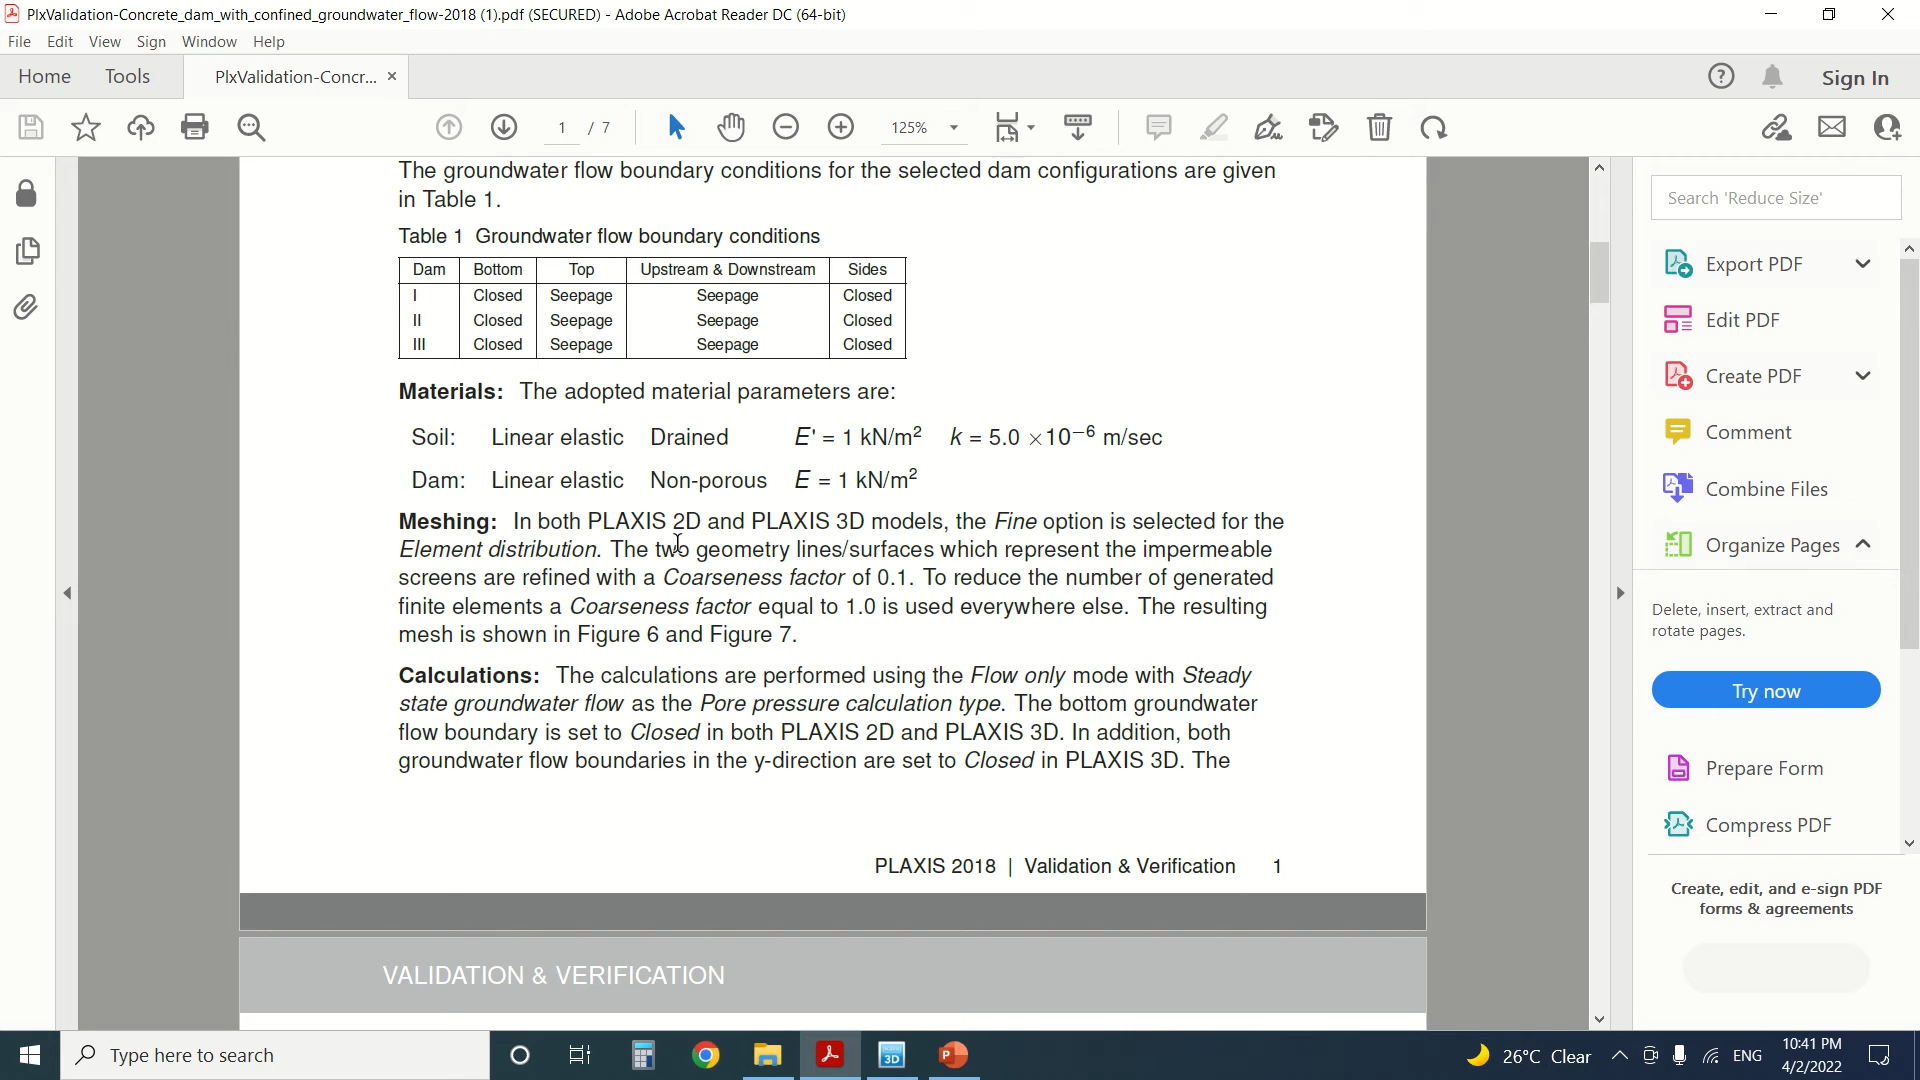 PlxValidation-Concrete_dam_with_confined_groundwater_flow-2018 (1).pdf (SECURED) - Adobe Acrobat Reader DC (64-bit)
File Edit View Sign Window Help
Home Tools PlxValidation-Concr... × Sign In
1 / 7 125%
The groundwater flow boundary conditions for the selected dam configurations are given
in Table 1.
Table 1 Groundwater flow boundary conditions
Dam Bottom Top Upstream & Downstream Sides
I Closed Seepage Seepage Closed
II Closed Seepage Seepage Closed
III Closed Seepage Seepage Closed
Materials: The adopted material parameters are:
Soil: Linear elastic Drained E' = 1 kN/m² k = 5.0 ×10⁻⁶ m/sec
Dam: Linear elastic Non-porous E = 1 kN/m²
Meshing: In both PLAXIS 2D and PLAXIS 3D models, the Fine option is selected for the
Element distribution. The two geometry lines/surfaces which represent the impermeable
screens are refined with a Coarseness factor of 0.1. To reduce the number of generated
finite elements a Coarseness factor equal to 1.0 is used everywhere else. The resulting
mesh is shown in Figure 6 and Figure 7.
Calculations: The calculations are performed using the Flow only mode with Steady
state groundwater flow as the Pore pressure calculation type. The bottom groundwater
flow boundary is set to Closed in both PLAXIS 2D and PLAXIS 3D. In addition, both
groundwater flow boundaries in the y-direction are set to Closed in PLAXIS 3D. The
PLAXIS 2018 | Validation & Verification 1
VALIDATION & VERIFICATION
Search 'Reduce Size'
Export PDF
Edit PDF
Create PDF
Comment
Combine Files
Organize Pages
Delete, insert, extract and
rotate pages.
Try now
Prepare Form
Compress PDF
Create, edit, and e-sign PDF
forms & agreements
Type here to search
3D
P
26°C Clear
ENG
10:41 PM
4/2/2022